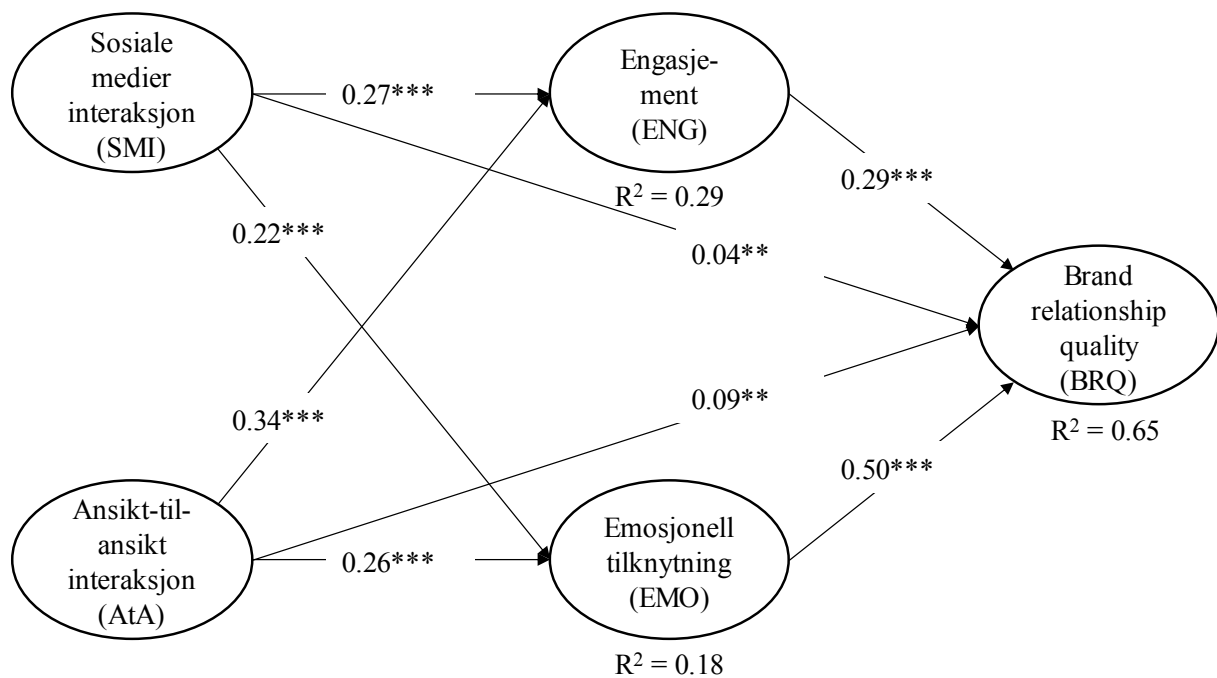 Sosiale
medier
interaksjon
(SMI)
0.27***
Engasje-
ment
(ENG)
R² = 0.29
0.29***
0.22***
0.04**
Brand
relationship
quality
(BRQ)
R² = 0.65
0.34***
0.09**
0.50***
Ansikt-til-
ansikt
interaksjon
(AtA)
0.26***
Emosjonell
tilknytning
(EMO)
R² = 0.18